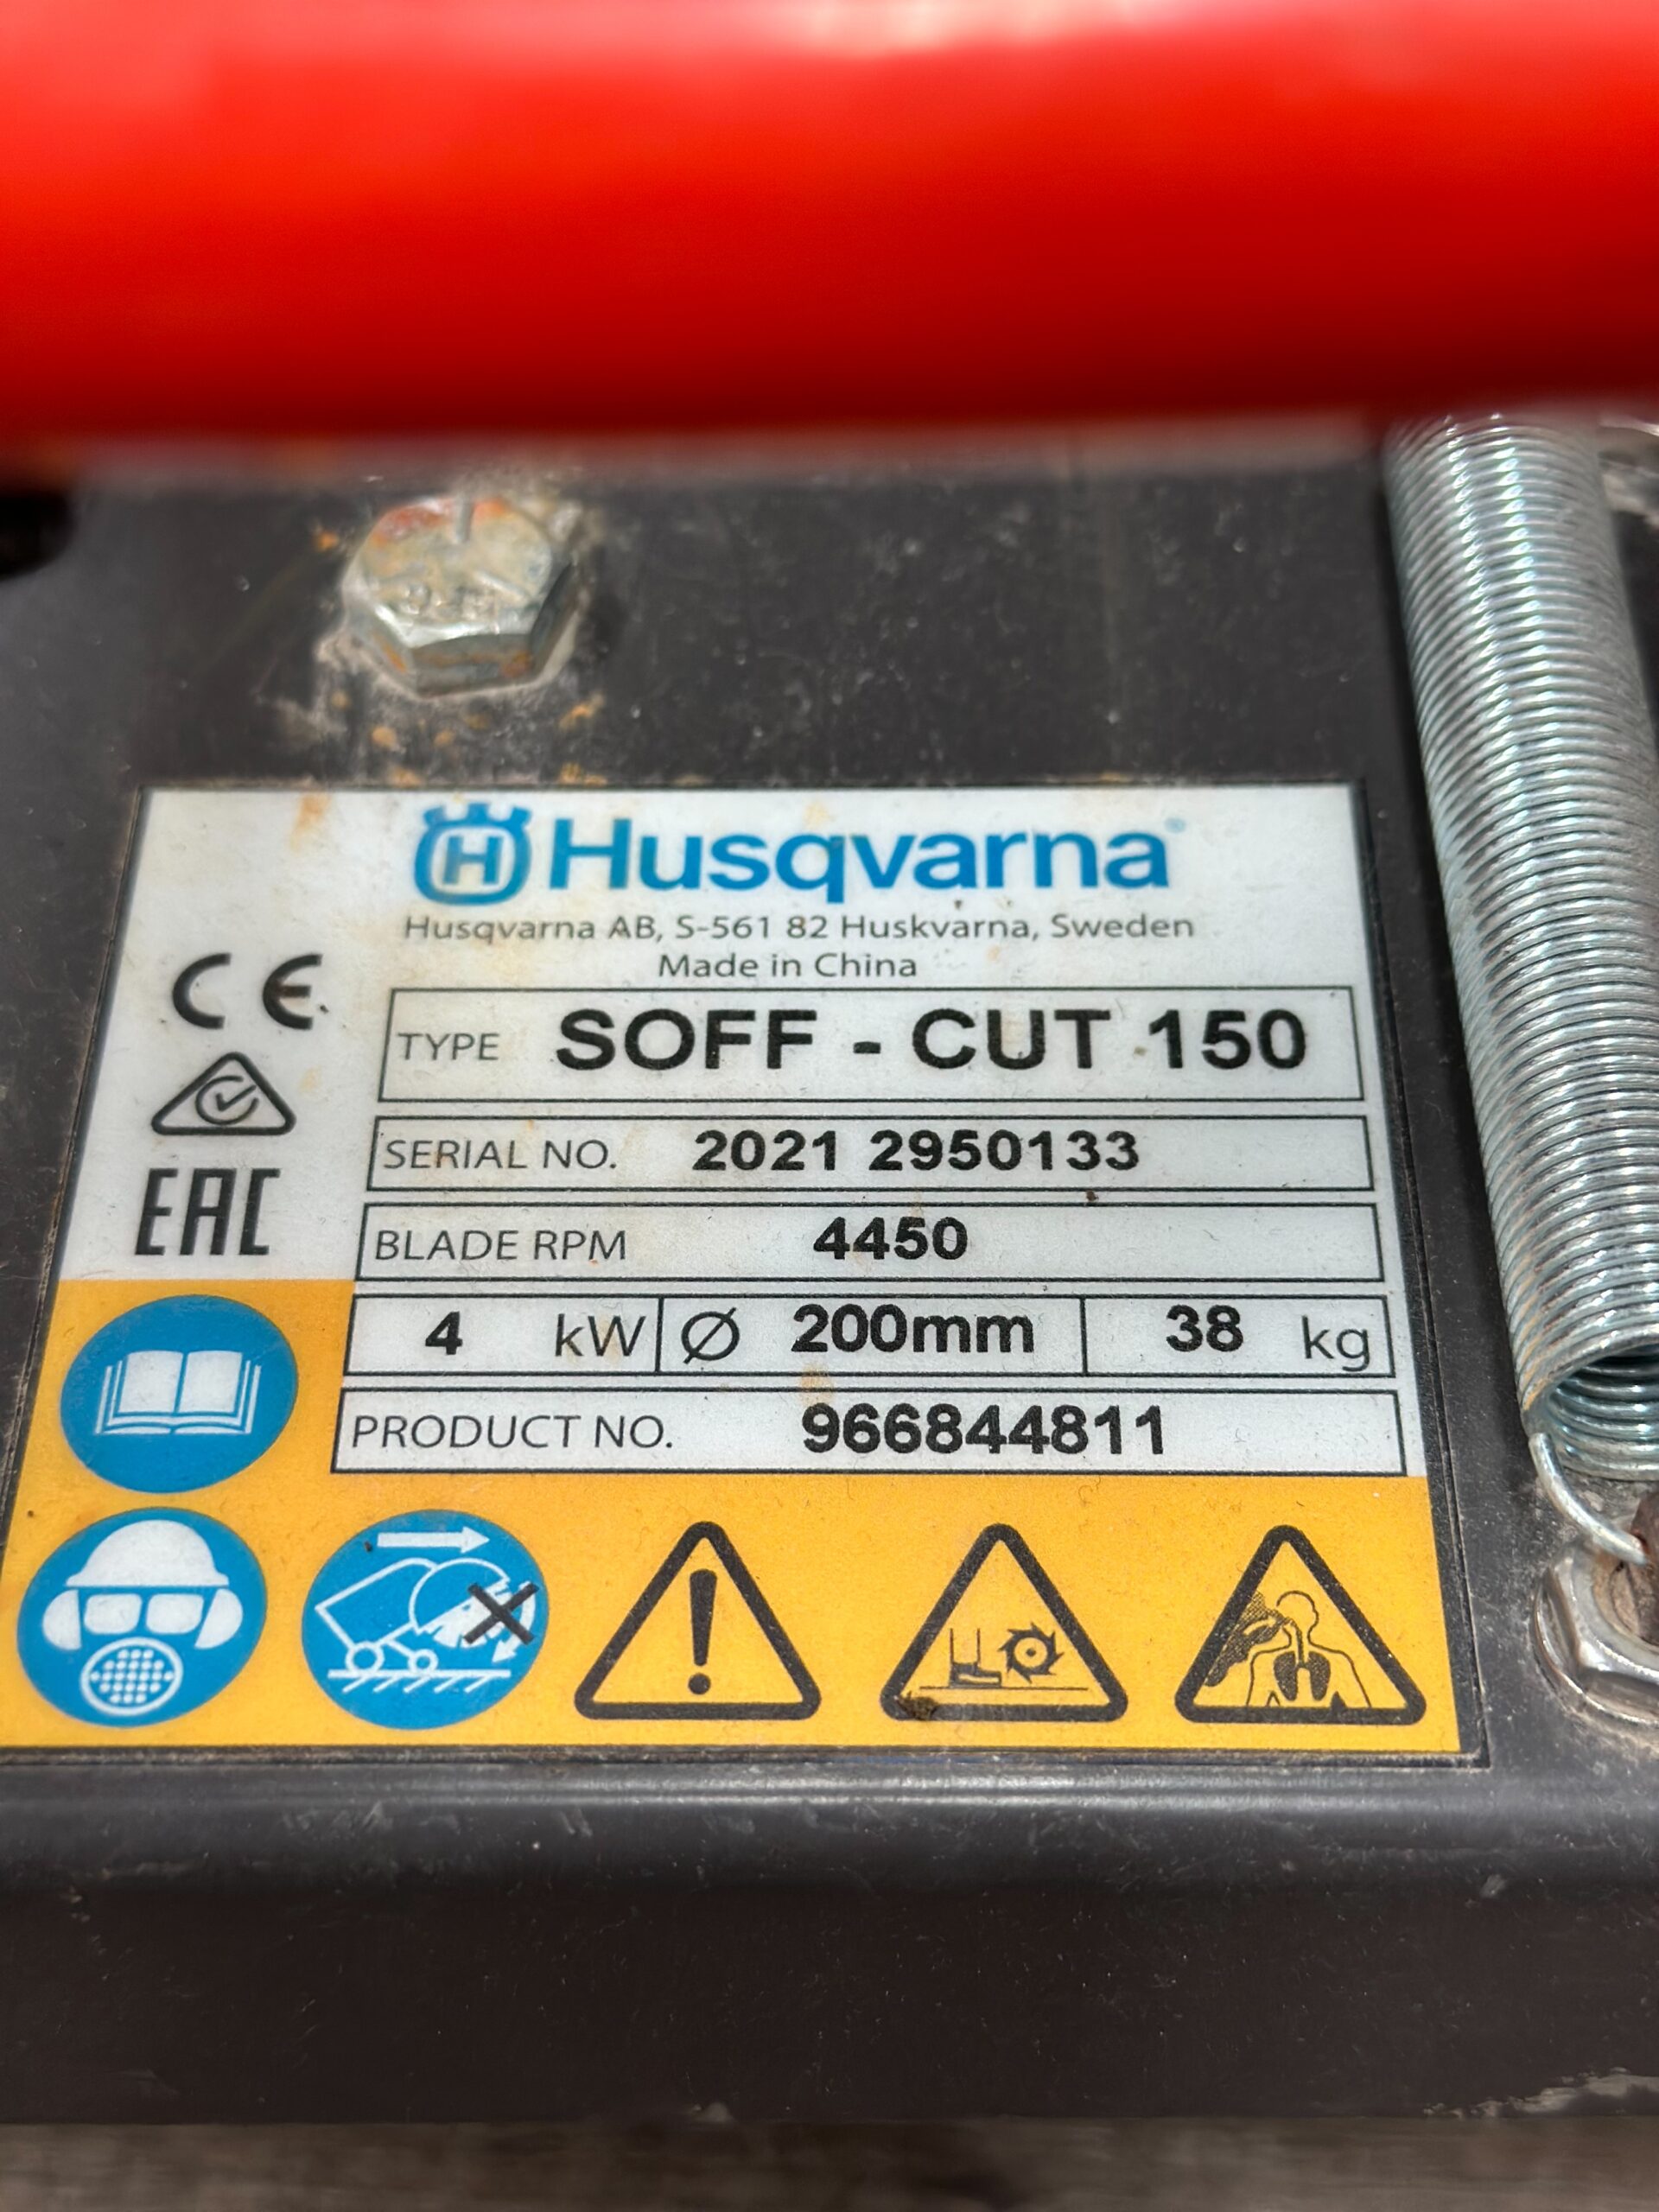 Husqvarna
Husqvarna AB, S-561 82 Huskvarna, Sweden
Made in China
CE
TYPE SOFF - CUT 150
SERIAL NO. 2021 2950133
EAC
BLADE RPM 4450
4 kW Ø 200mm 38 kg
PRODUCT NO. 966844811